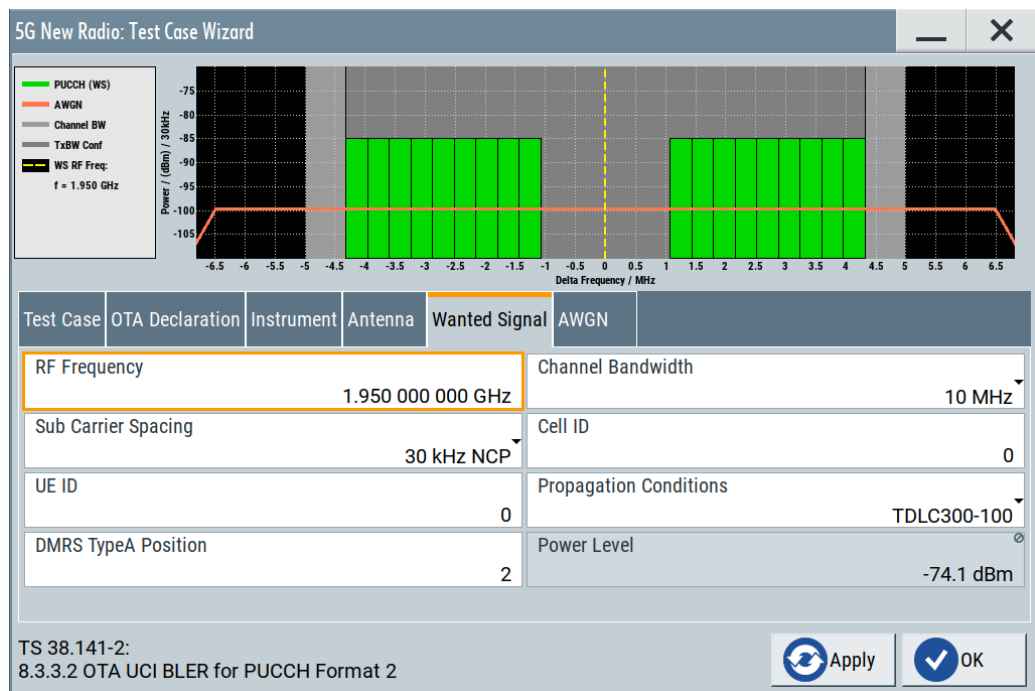 5G New Radio: Test Case Wizard
PUCCH (WS)
AWGN
Channel BW
TxBW Conf
WS RF Freq:
f = 1.950 GHz
Power / (dBm) / 30kHz
-75
-80
-85
-90
-95
-100
-105
-6.5 -6 -5.5 -5 -4.5 -4 -3.5 -3 -2.5 -2 -1.5 -1 -0.5 0 0.5 1 1.5 2 2.5 3 3.5 4 4.5 5 5.5 6 6.5
Delta Frequency / MHz
Test Case OTA Declaration Instrument Antenna Wanted Signal AWGN
RF Frequency
1.950 000 000 GHz
Channel Bandwidth
10 MHz
Sub Carrier Spacing
30 kHz NCP
Cell ID
0
UE ID
0
Propagation Conditions
TDLC300-100
DMRS TypeA Position
2
Power Level
-74.1 dBm
TS 38.141-2:
8.3.3.2 OTA UCI BLER for PUCCH Format 2
Apply
OK